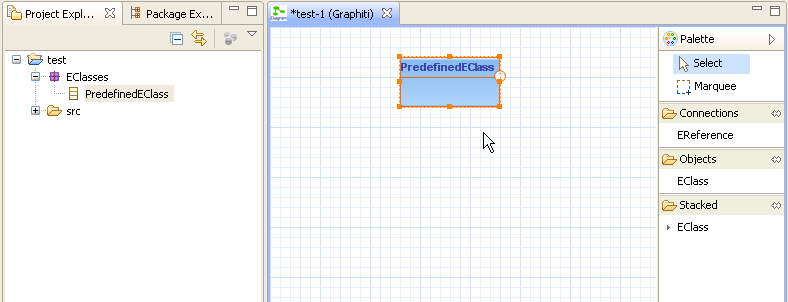 Project Expl...
Package Ex...
test
EClasses
PredefinedEClass
src
Diagram
*test-1 (Graphiti)
PredefinedEClass
Palette
Select
Marquee
Connections
EReference
Objects
EClass
Stacked
EClass